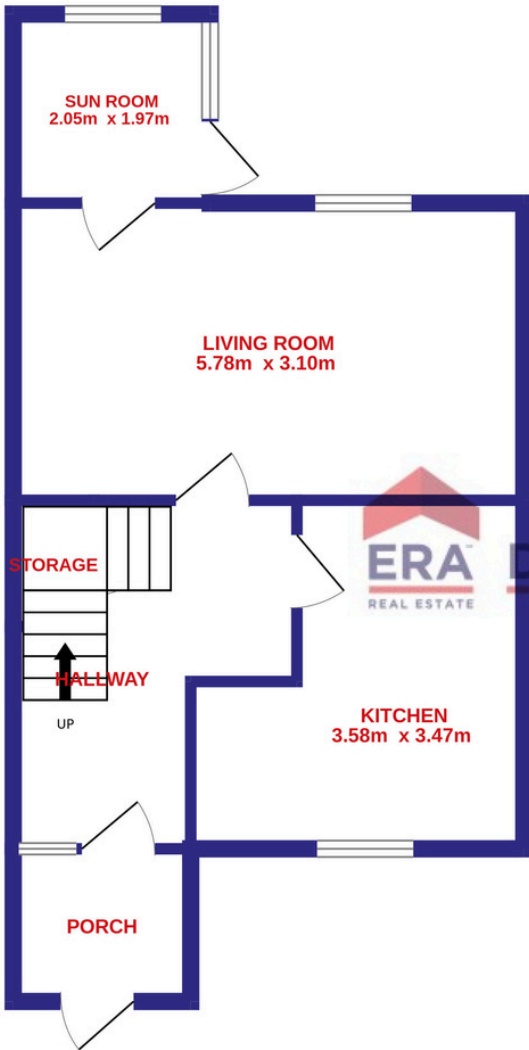 SUN ROOM
2.05m x 1.97m
LIVING ROOM
5.78m x 3.10m
STORAGE
ERA
REAL ESTATE
HALLWAY
UP
KITCHEN
3.58m x 3.47m
PORCH